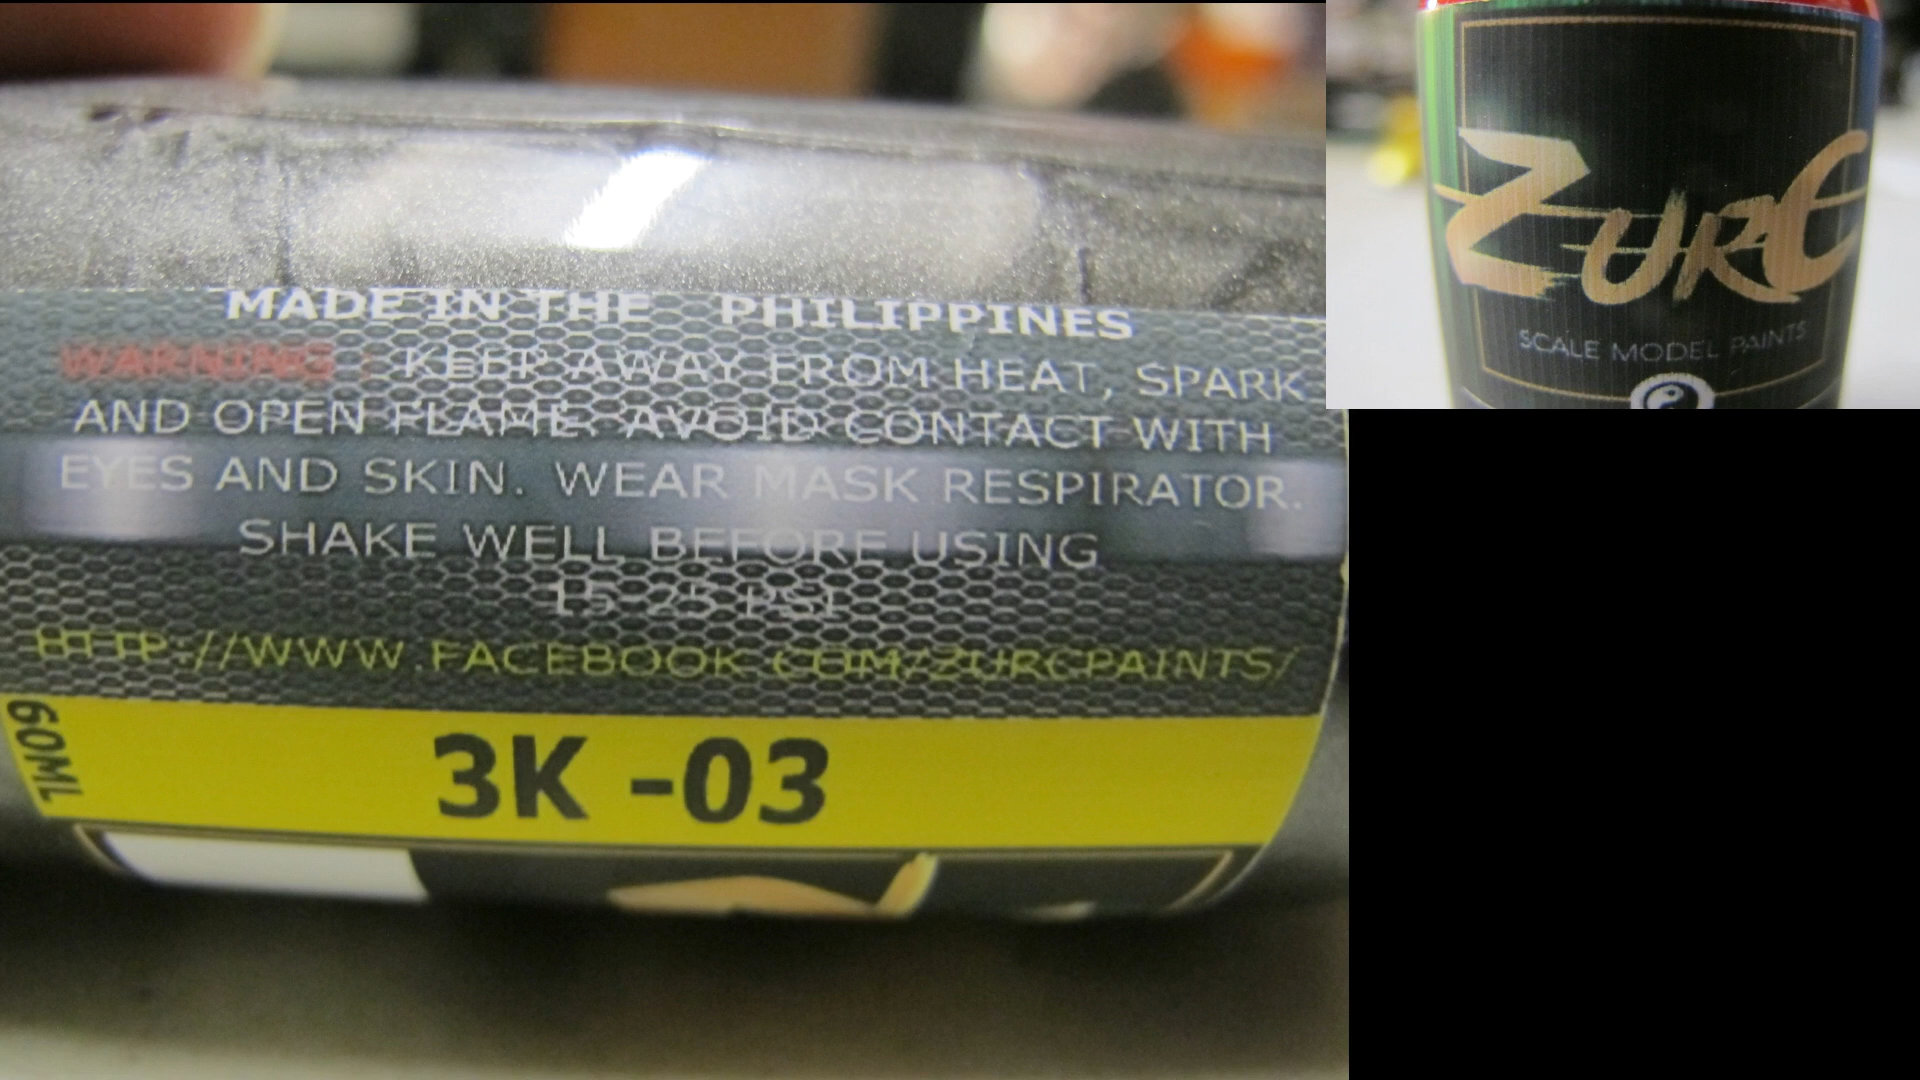 MADE IN THE PHILIPPINES
WARNING : KEEP AWAY FROM HEAT, SPARK
AND OPEN FLAME. AVOID CONTACT WITH
EYES AND SKIN. WEAR MASK RESPIRATOR.
SHAKE WELL BEFORE USING
15-25 PSI
HTTP://WWW.FACEBOOK.COM/ZURCPAINTS/
60ML
3K -03
ZURC
SCALE MODEL PAINTS